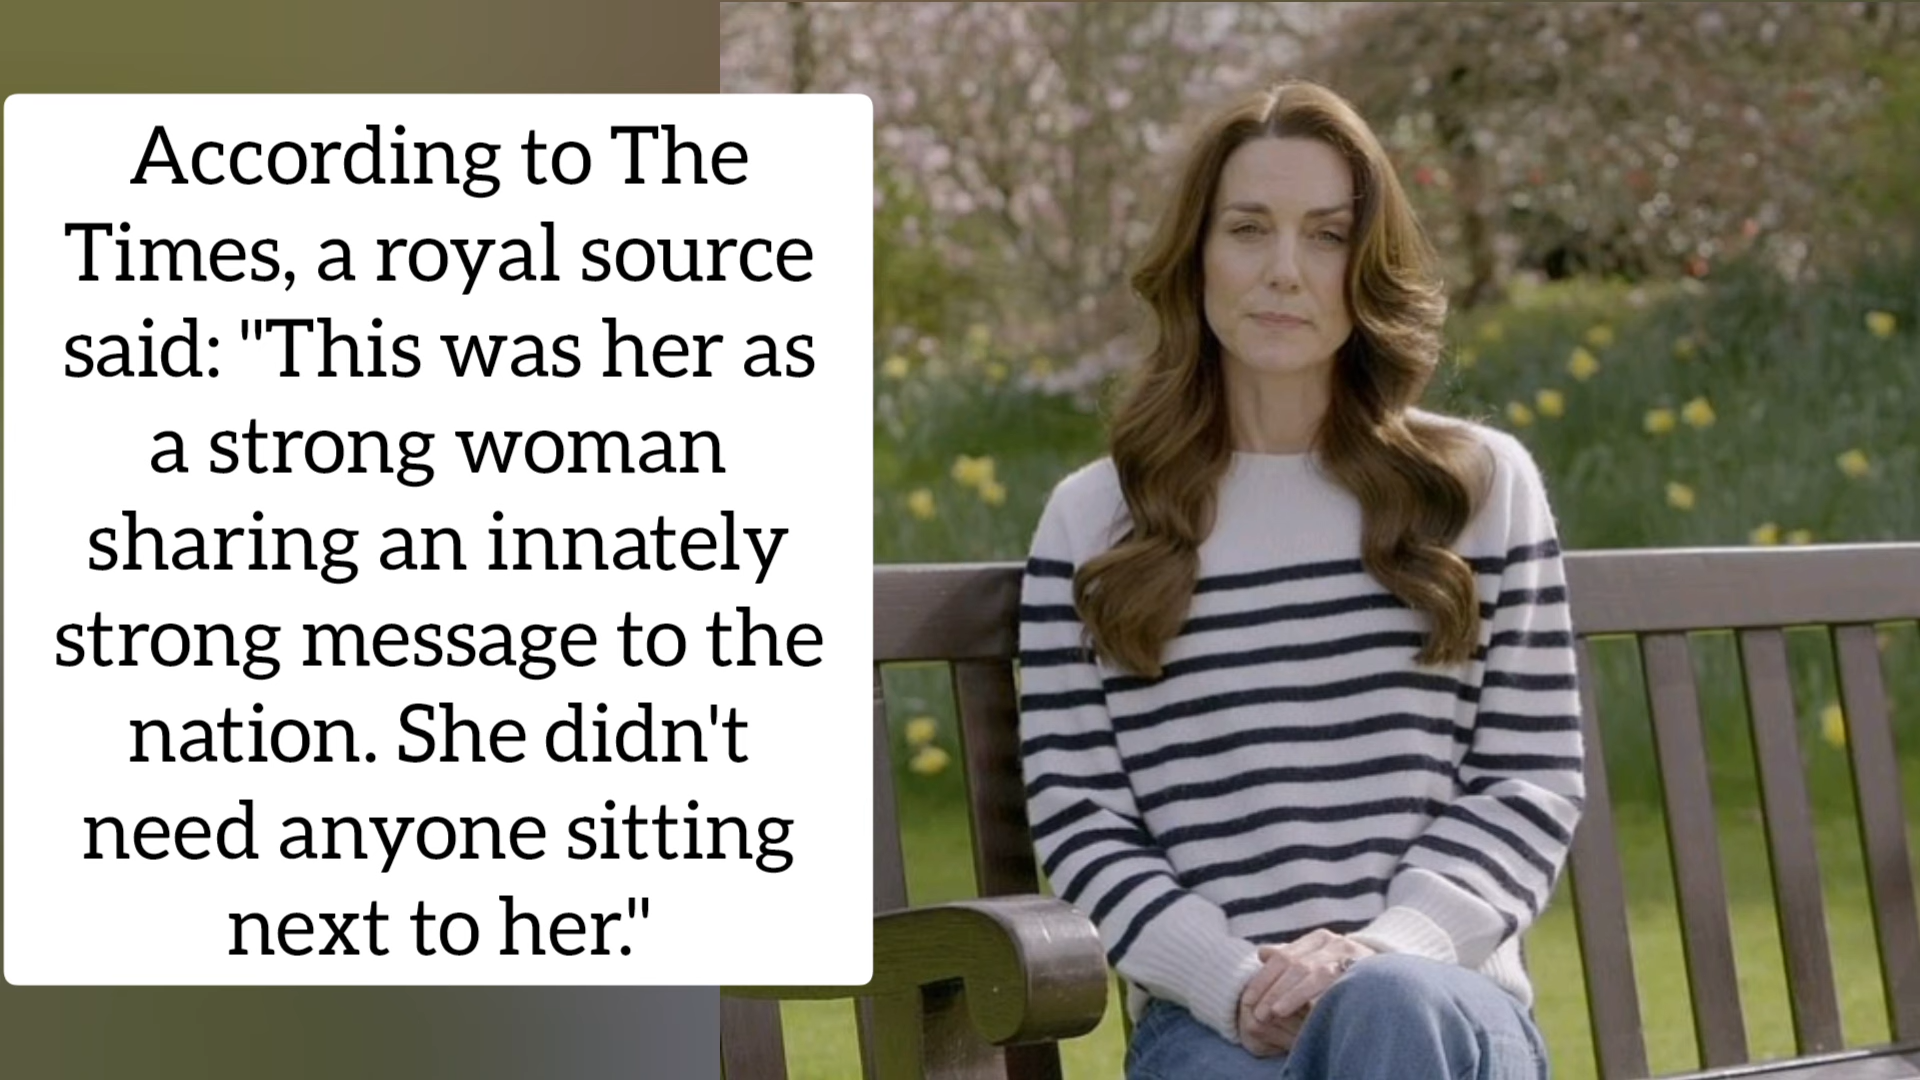 According to The
Times, a royal source
said: "This was her as
a strong woman
sharing an innately
strong message to the
nation. She didn't
need anyone sitting
next to her."